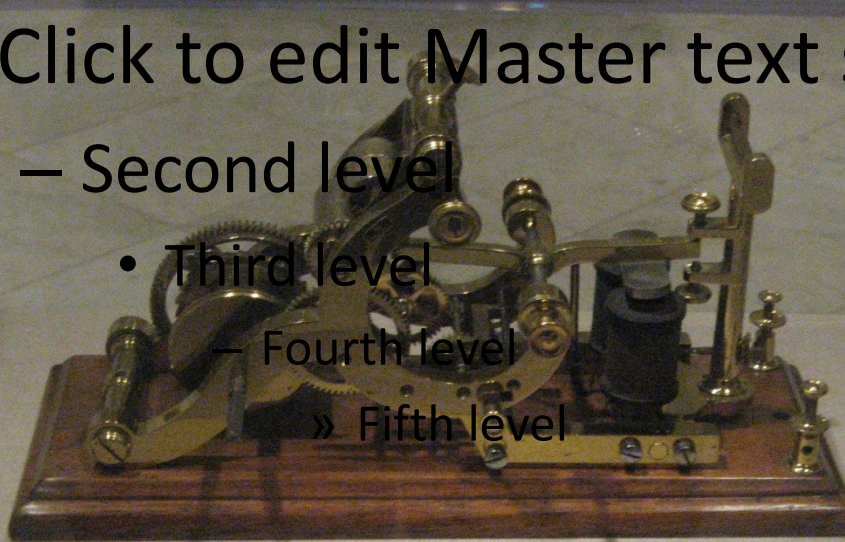 Click to edit Master text
– Second level
• Third level
– Fourth level
» Fifth level